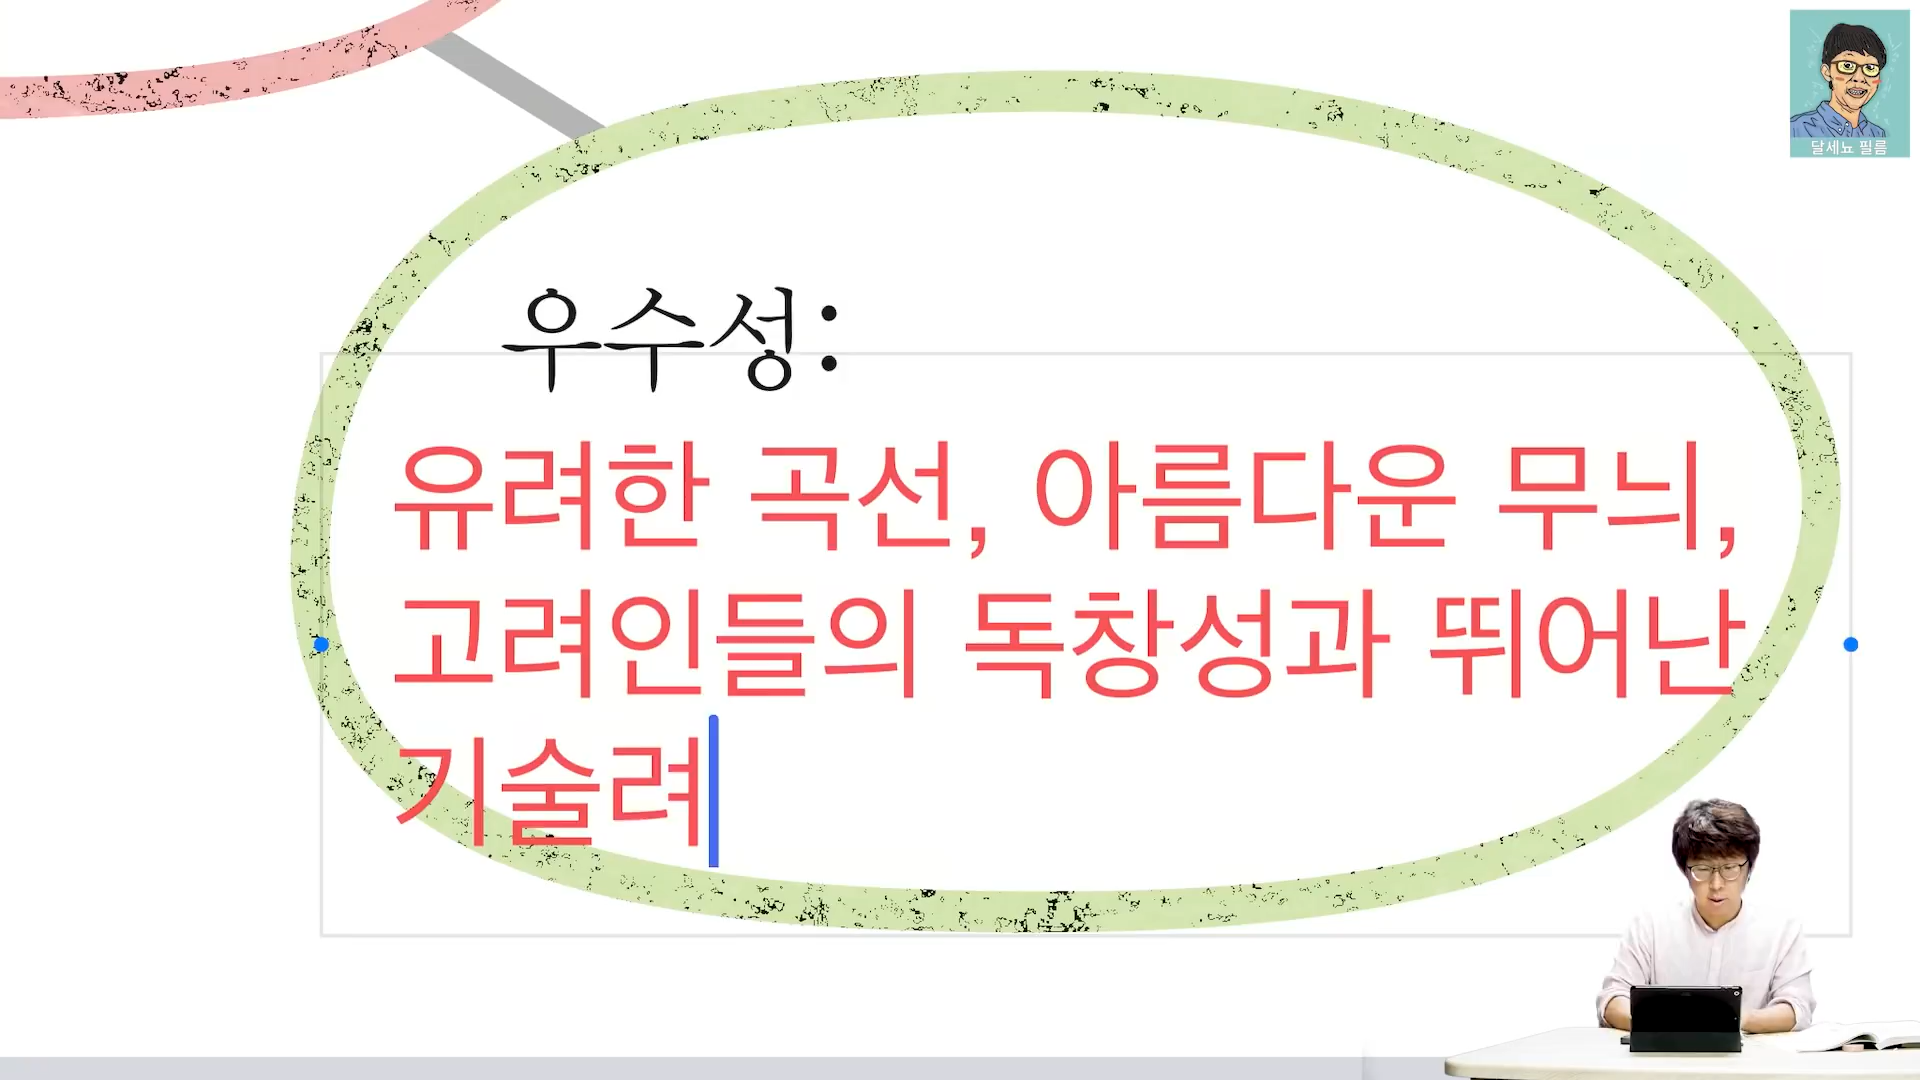 달세뇨 필름
우수성:
유려한 곡선, 아름다운 무늬,
고려인들의 독창성과 뛰어난
기술려